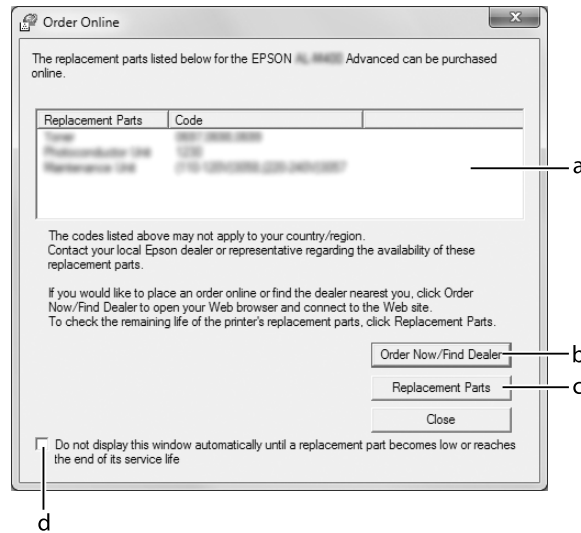 Order Online
The replacement parts listed below for the EPSON Advanced can be purchased
online.
Replacement Parts Code
a
The codes listed above may not apply to your country/region.
Contact your local Epson dealer or representative regarding the availability of these
replacement parts.
If you would like to place an order online or find the dealer nearest you, click Order
Now/Find Dealer to open your Web browser and connect to the Web site.
To check the remaining life of the printer's replacement parts, click Replacement Parts.
Order Now/Find Dealer
b
Replacement Parts
c
Close
Do not display this window automatically until a replacement part becomes low or reaches
the end of its service life
d